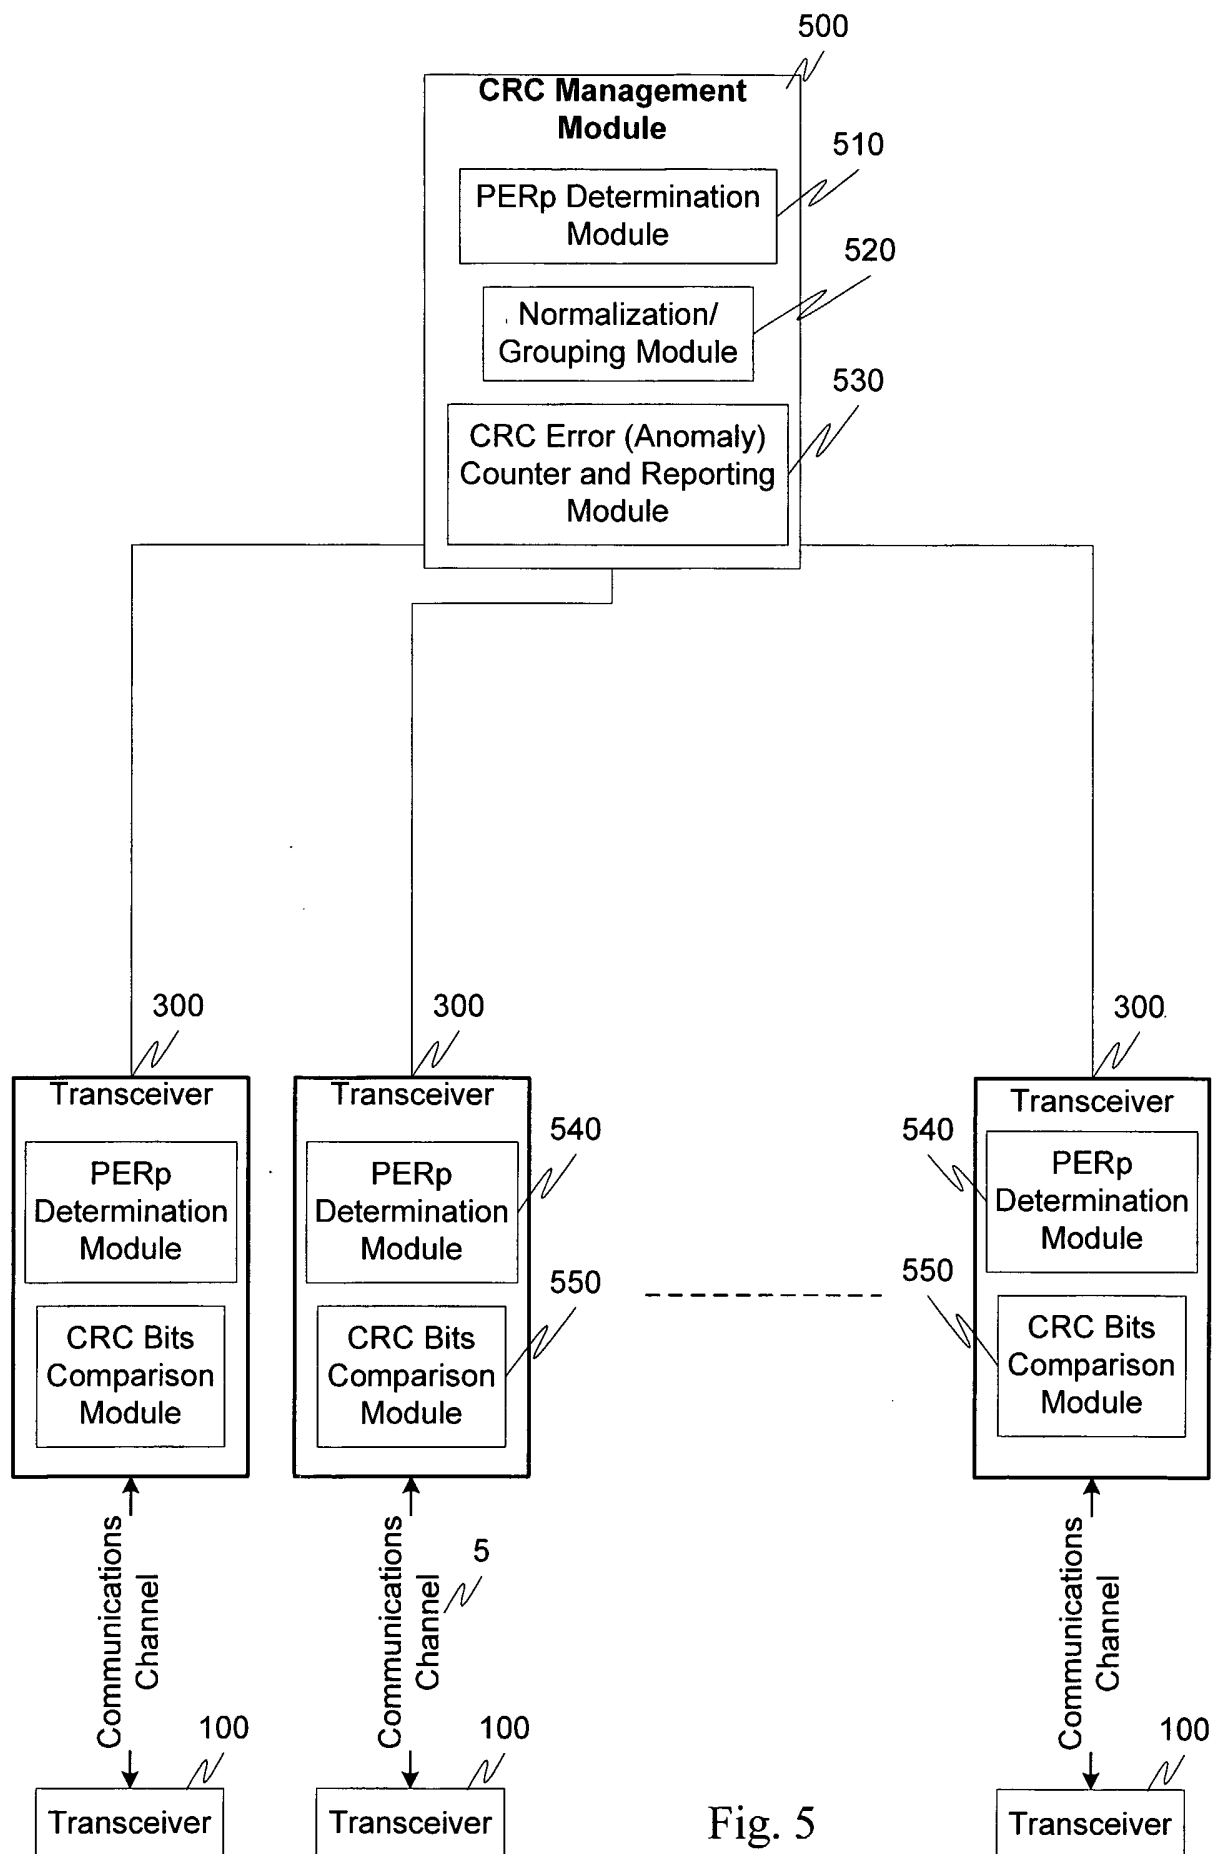 500
CRC Management
Module
510
PERp Determination
Module
520
Normalization/
Grouping Module
530
CRC Error (Anomaly)
Counter and Reporting
Module
300
300
300
Transceiver
Transceiver
Transceiver
PERp
Determination
Module
540
PERp
Determination
Module
540
PERp
Determination
Module
CRC Bits
Comparison
Module
550
CRC Bits
Comparison
Module
550
CRC Bits
Comparison
Module
Communications
Channel
5
Communications
Channel
Communications
Channel
100
100
100
Transceiver
Transceiver
Transceiver
Fig. 5